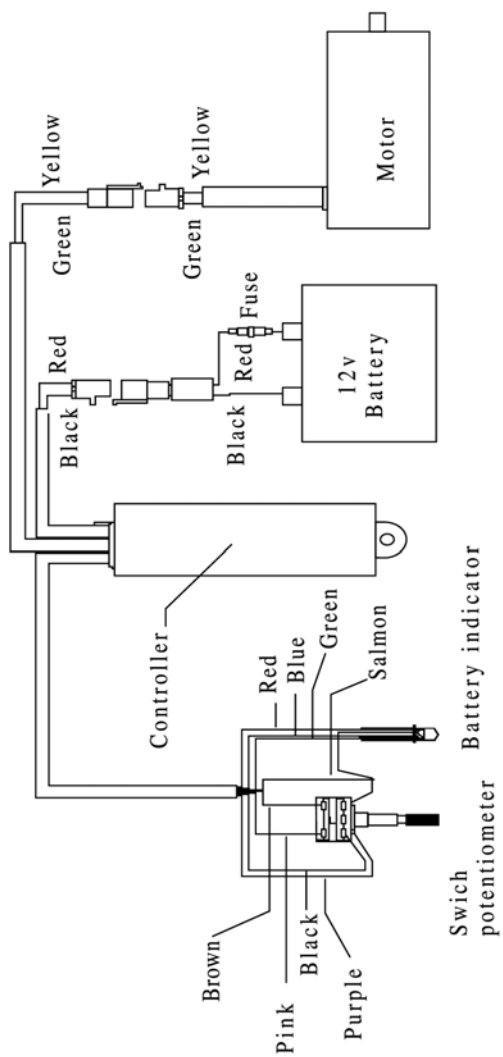 Brown
Pink
Black
Purple
Swich
potentiometer
Controller
Red
Blue
Green
Salmon
Battery indicator
Black
Red
Black
Red
Fuse
12v
Battery
Green
Yellow
Green
Yellow
Motor